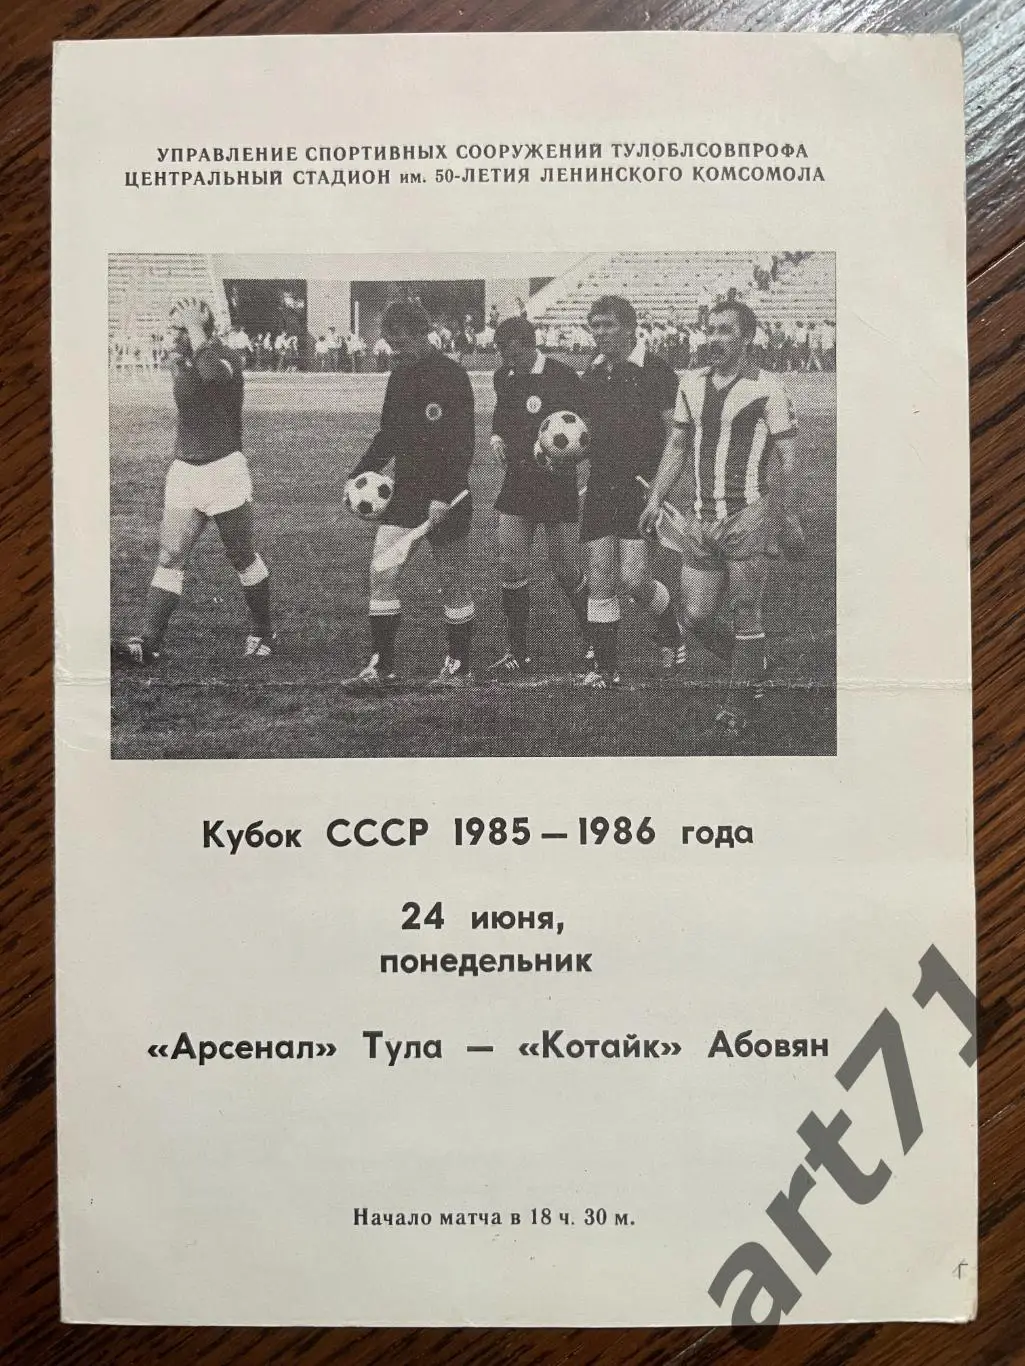 УПРАВЛЕНИЕ СПОРТИВНЫХ СООРУЖЕНИЙ ТУЛОБЛСОВПРОФА
ЦЕНТРАЛЬНЫЙ СТАДИОН им. 50-ЛЕТИЯ ЛЕНИНСКОГО КОМСОМОЛА
Кубок СССР 1985—1986 года
24 июня,
понедельник
«Арсенал» Тула — «Котайк» Абовян
Начало матча в 18 ч. 30 м.
art71